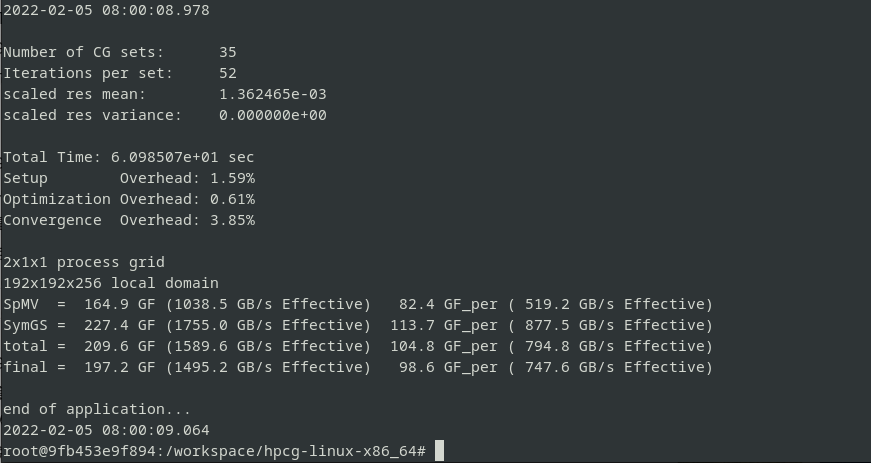 2022-02-05 08:00:08.978
Number of CG sets:      35
Iterations per set:     52
scaled res mean:        1.362465e-03
scaled res variance:    0.000000e+00
Total Time: 6.098507e+01 sec
Setup        Overhead: 1.59%
Optimization Overhead: 0.61%
Convergence  Overhead: 3.85%
2x1x1 process grid
192x192x256 local domain
SpMV  =  164.9 GF (1038.5 GB/s Effective)   82.4 GF_per ( 519.2 GB/s Effective)
SymGS =  227.4 GF (1755.0 GB/s Effective)  113.7 GF_per ( 877.5 GB/s Effective)
total =  209.6 GF (1589.6 GB/s Effective)  104.8 GF_per ( 794.8 GB/s Effective)
final =  197.2 GF (1495.2 GB/s Effective)   98.6 GF_per ( 747.6 GB/s Effective)
end of application...
2022-02-05 08:00:09.064
root@9fb453e9f894:/workspace/hpcg-linux-x86_64#